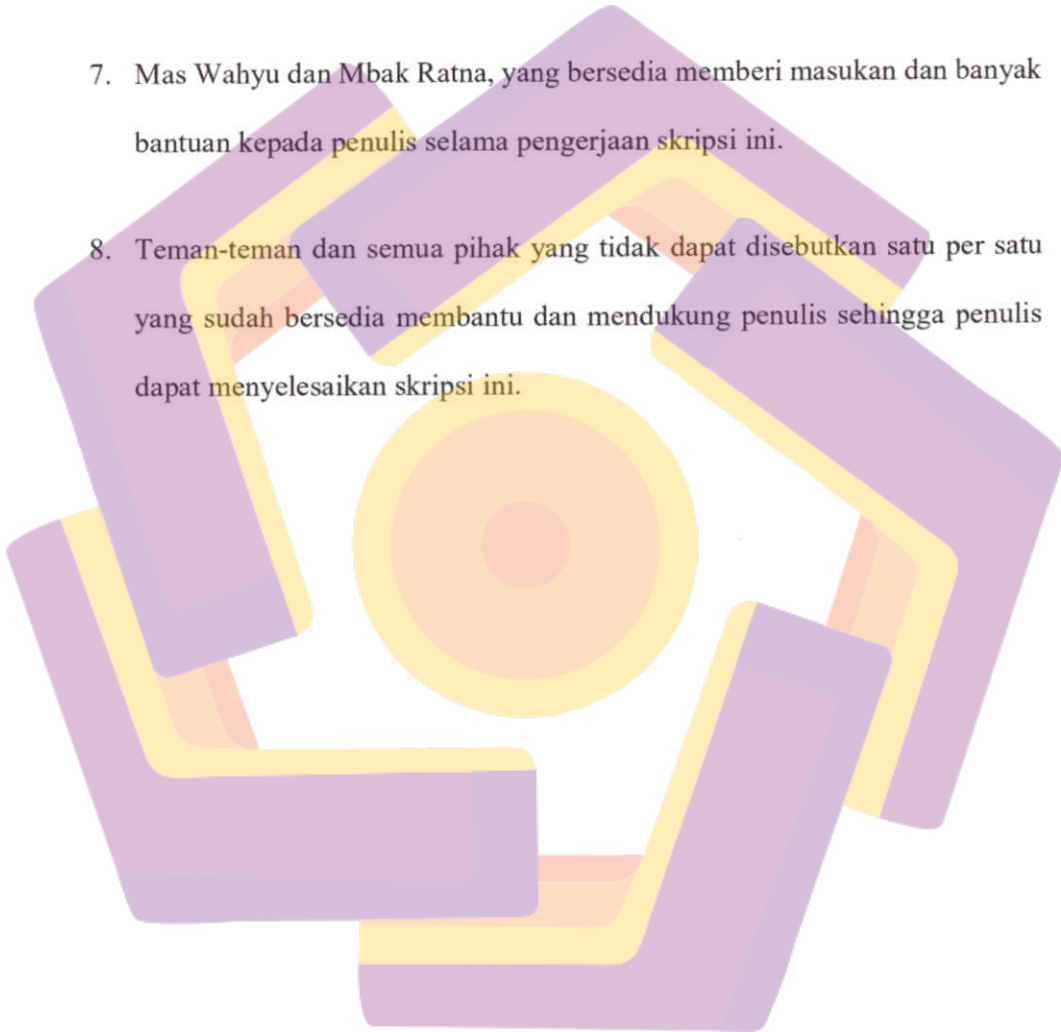 7. Mas Wahyu dan Mbak Ratna, yang bersedia memberi masukan dan banyak
bantuan kepada penulis selama pengerjaan skripsi ini.
8. Teman-teman dan semua pihak yang tidak dapat disebutkan satu per satu
yang sudah bersedia membantu dan mendukung penulis sehingga penulis
dapat menyelesaikan skripsi ini.